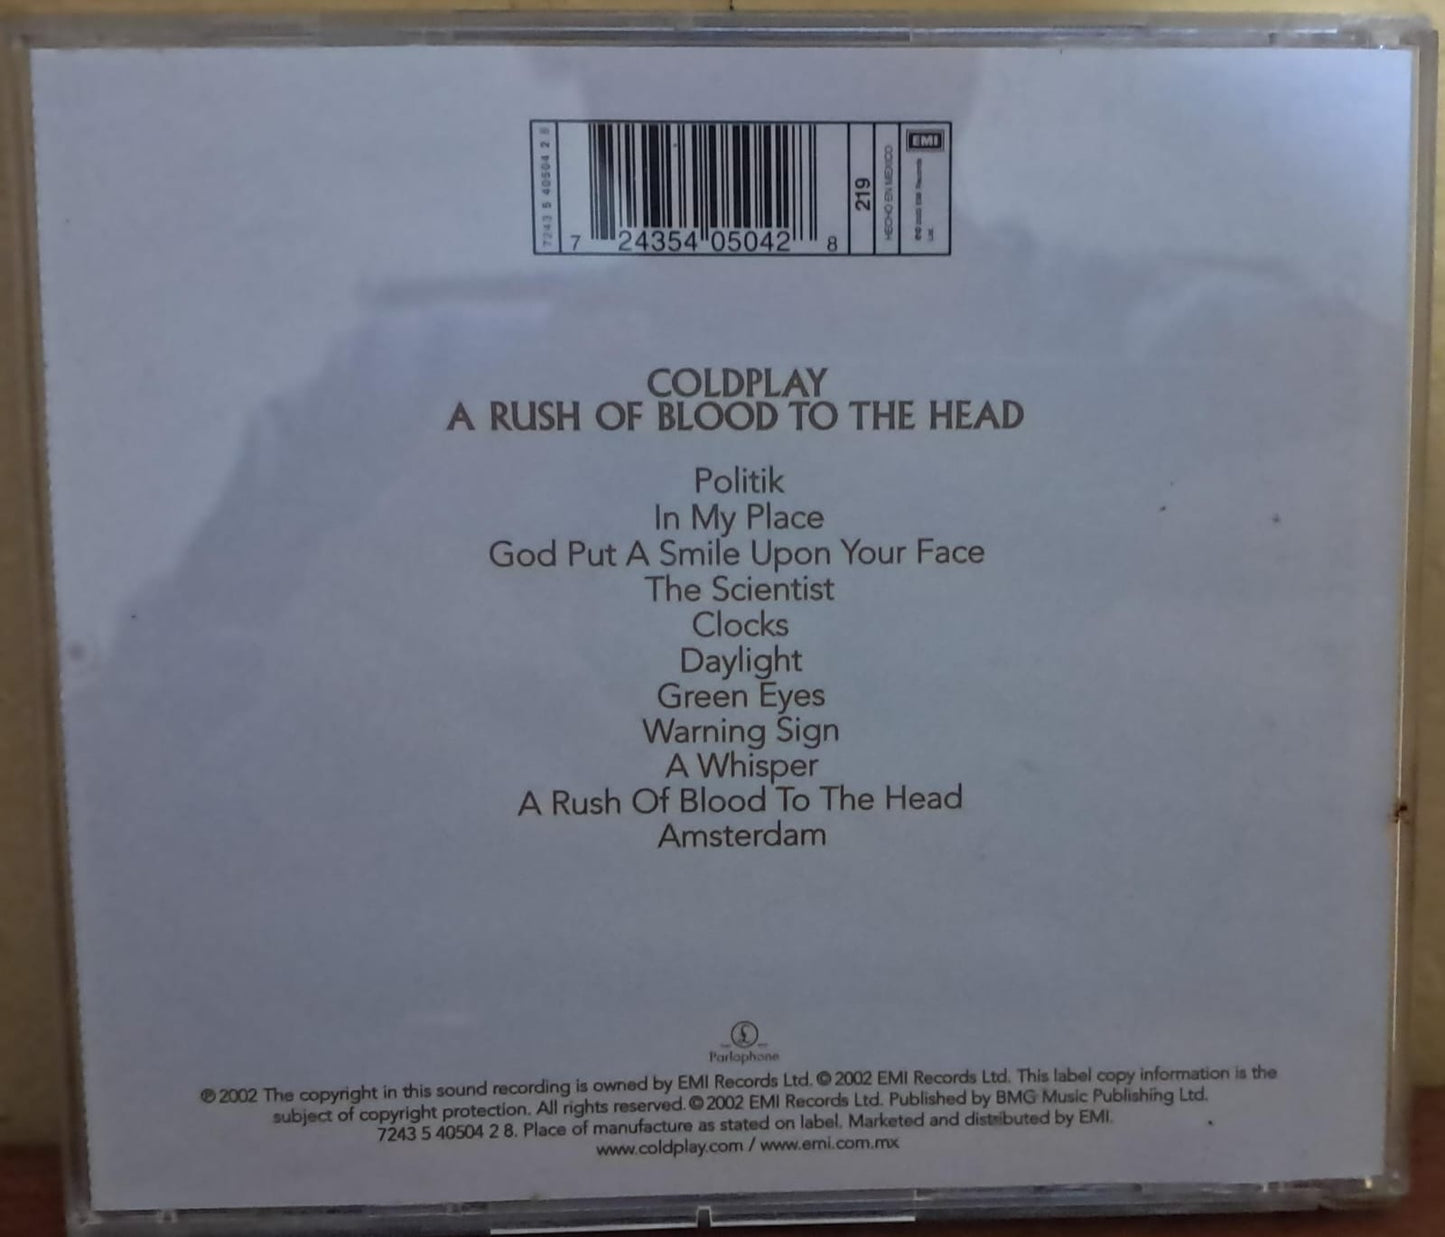 7243 5 40504 2 8
7 24354 05042 8
219
HECHO EN MEXICO
EMI
COLDPLAY
A RUSH OF BLOOD TO THE HEAD
Politik
In My Place
God Put A Smile Upon Your Face
The Scientist
Clocks
Daylight
Green Eyes
Warning Sign
A Whisper
A Rush Of Blood To The Head
Amsterdam
£
Parlophone
℗ 2002 The copyright in this sound recording is owned by EMI Records Ltd. © 2002 EMI Records Ltd. This label copy information is the
subject of copyright protection. All rights reserved. © 2002 EMI Records Ltd. Published by BMG Music Publishing Ltd.
7243 5 40504 2 8. Place of manufacture as stated on label. Marketed and distributed by EMI.
www.coldplay.com / www.emi.com.mx